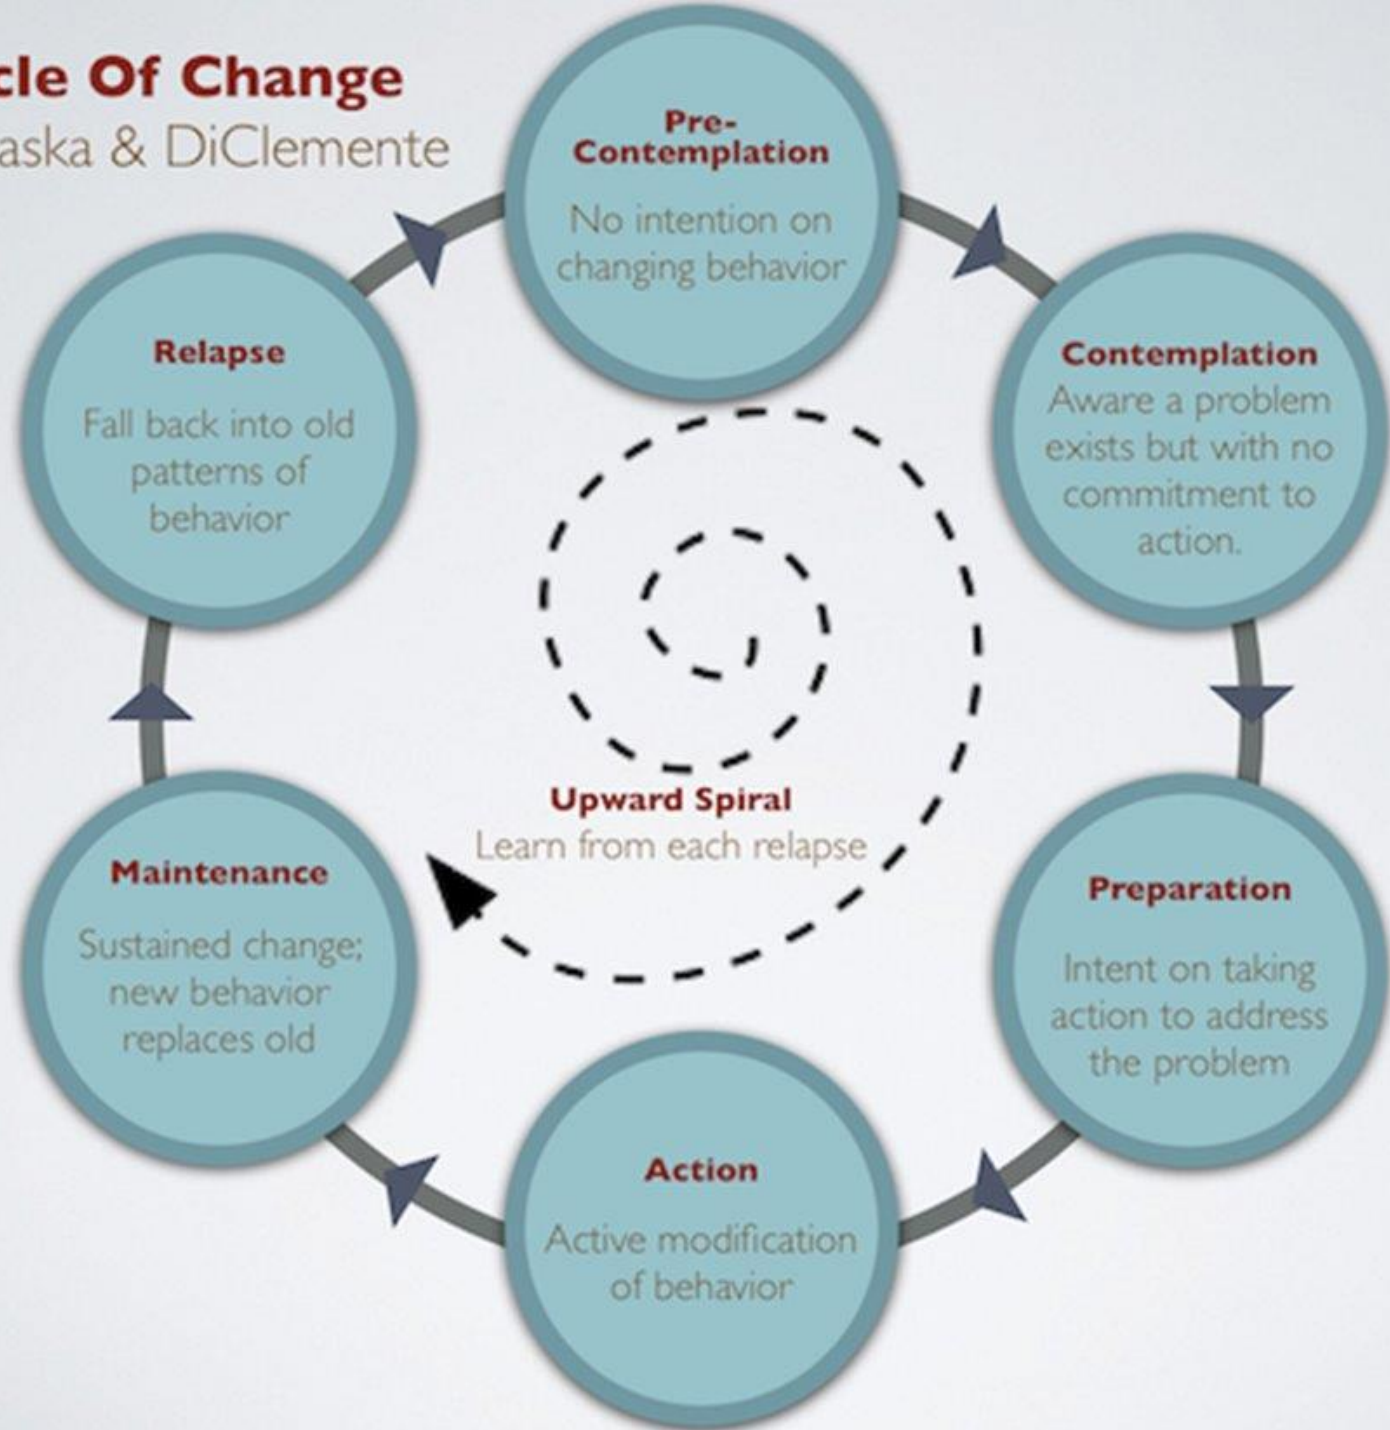 cle Of Change
aska & DiClemente
Pre-
Contemplation
No intention on
changing behavior
Contemplation
Aware a problem
exists but with no
commitment to
action.
Preparation
Intent on taking
action to address
the problem
Action
Active modification
of behavior
Maintenance
Sustained change;
new behavior
replaces old
Relapse
Fall back into old
patterns of
behavior
Upward Spiral
Learn from each relapse